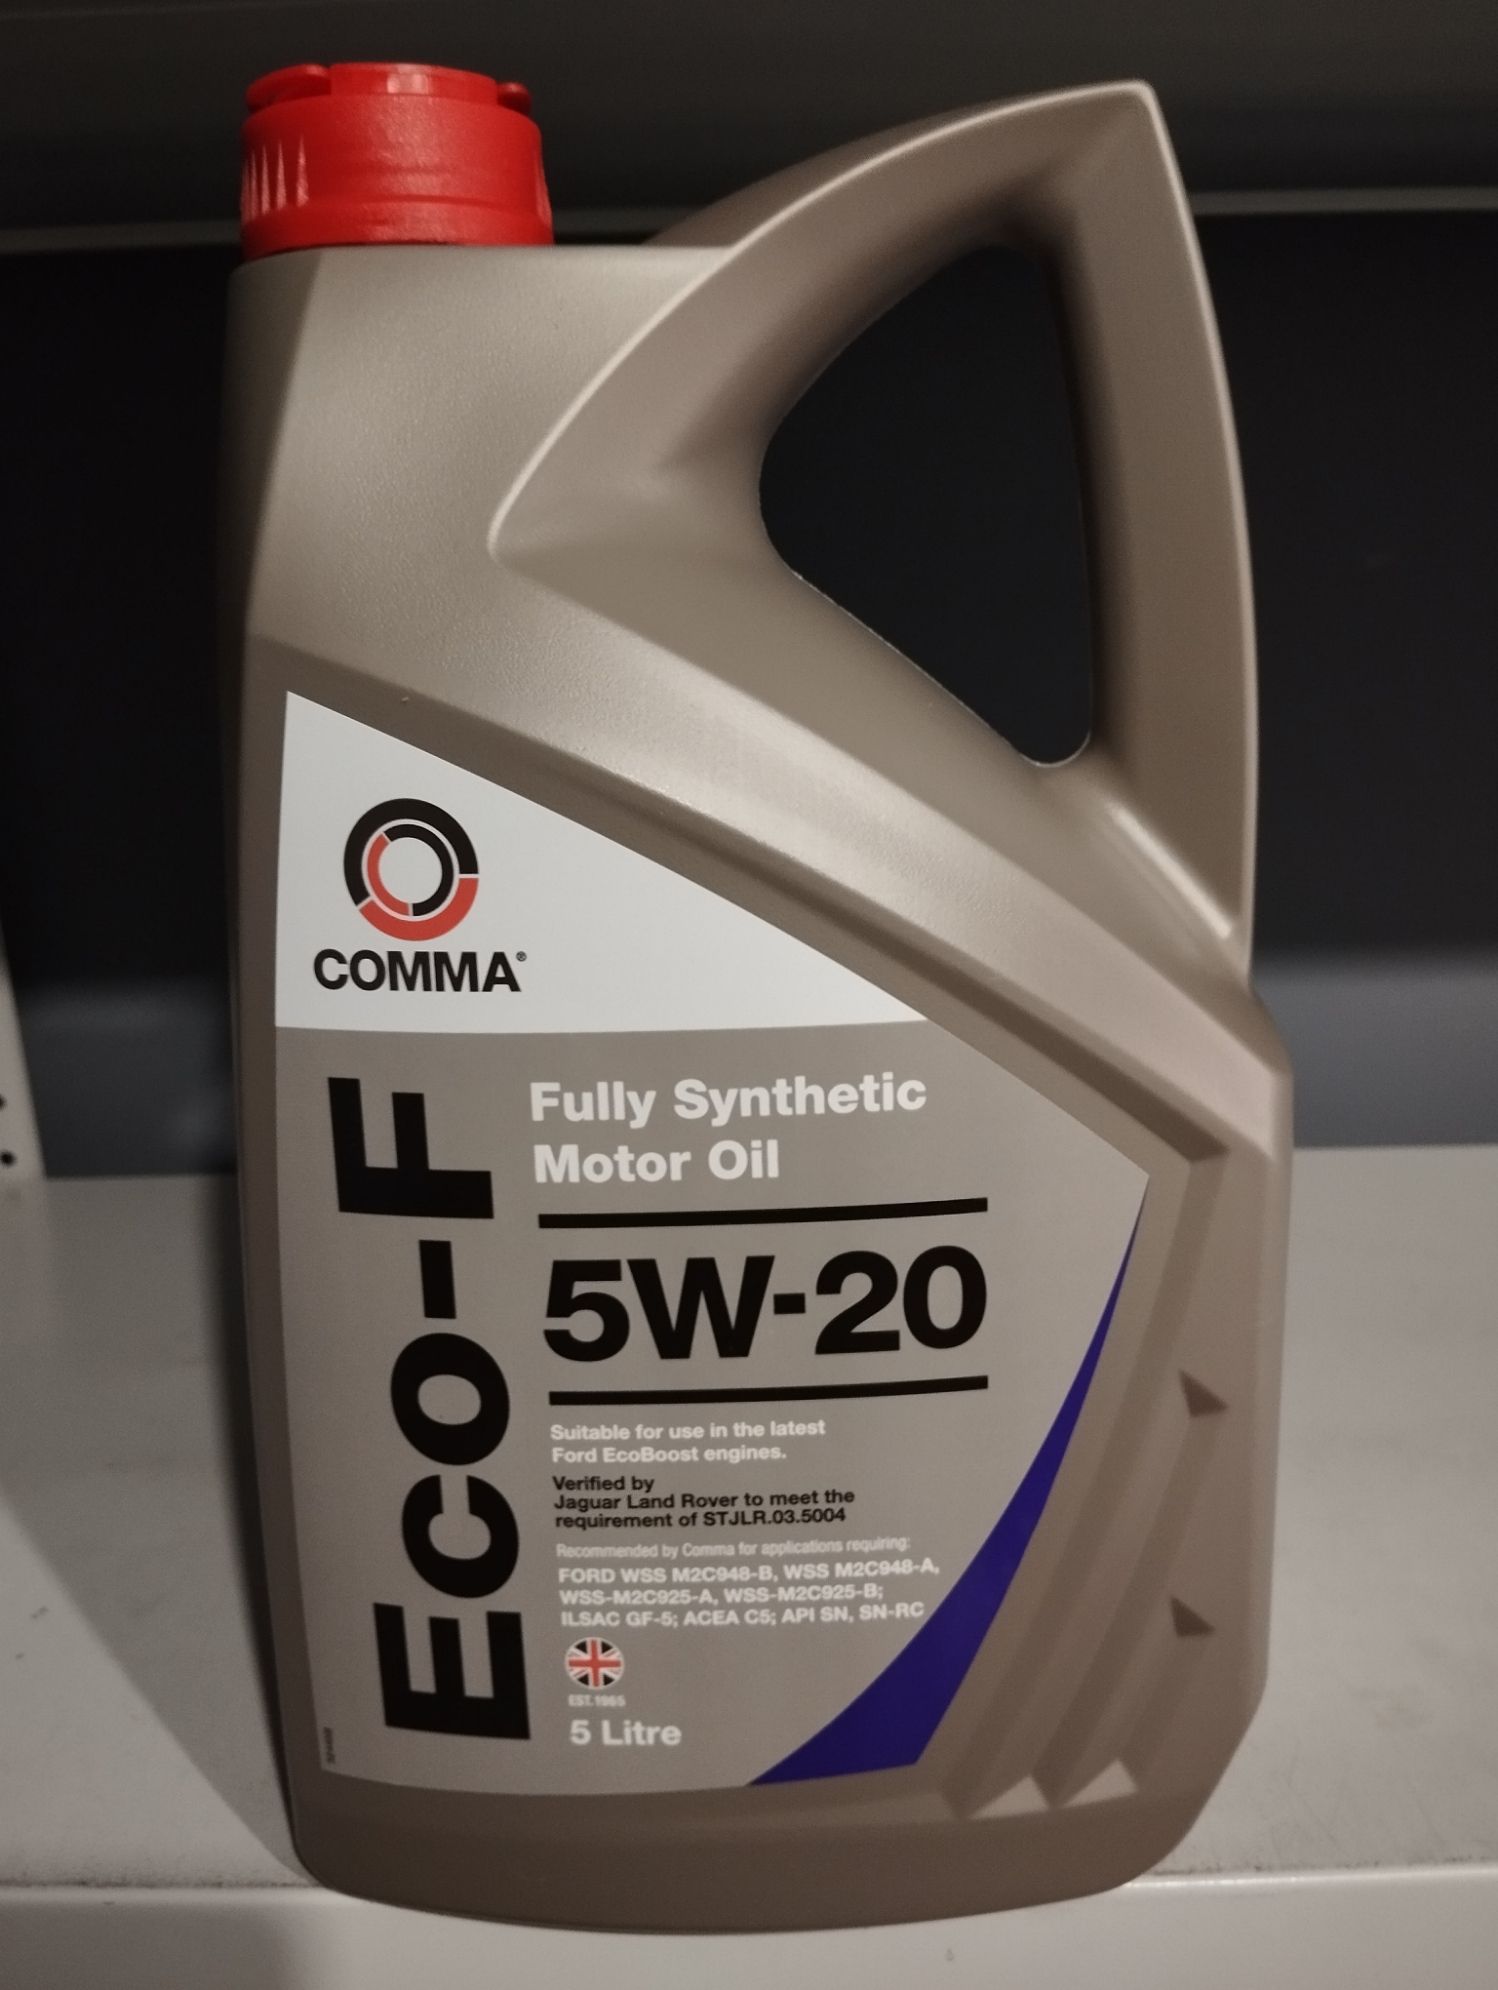 COMMA®
Eco-F
Fully Synthetic
Motor Oil
5W-20
Suitable for use in the latest
Ford EcoBoost engines.
Verified by
Jaguar Land Rover to meet the
requirement of STJLR.03.5004
Recommended by Comma for applications requiring:
FORD WSS M2C948-B, WSS M2C948-A,
WSS-M2C925-A, WSS-M2C925-B;
ILSAC GF-5; ACEA C5; API SN, SN-RC
EST.1965
5 Litre